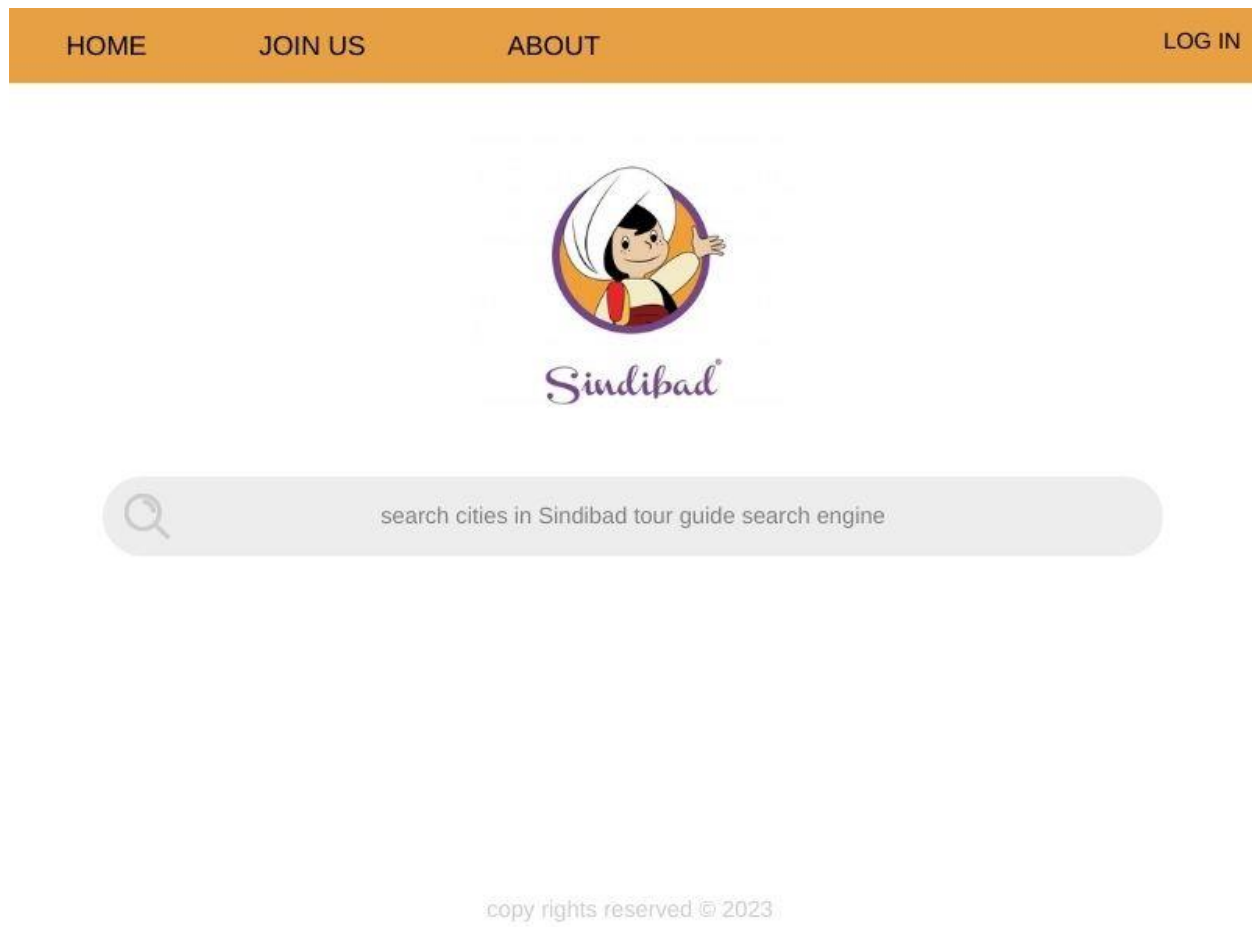 HOME JOIN US ABOUT LOG IN
Sindibad®
search cities in Sindibad tour guide search engine
copy rights reserved © 2023